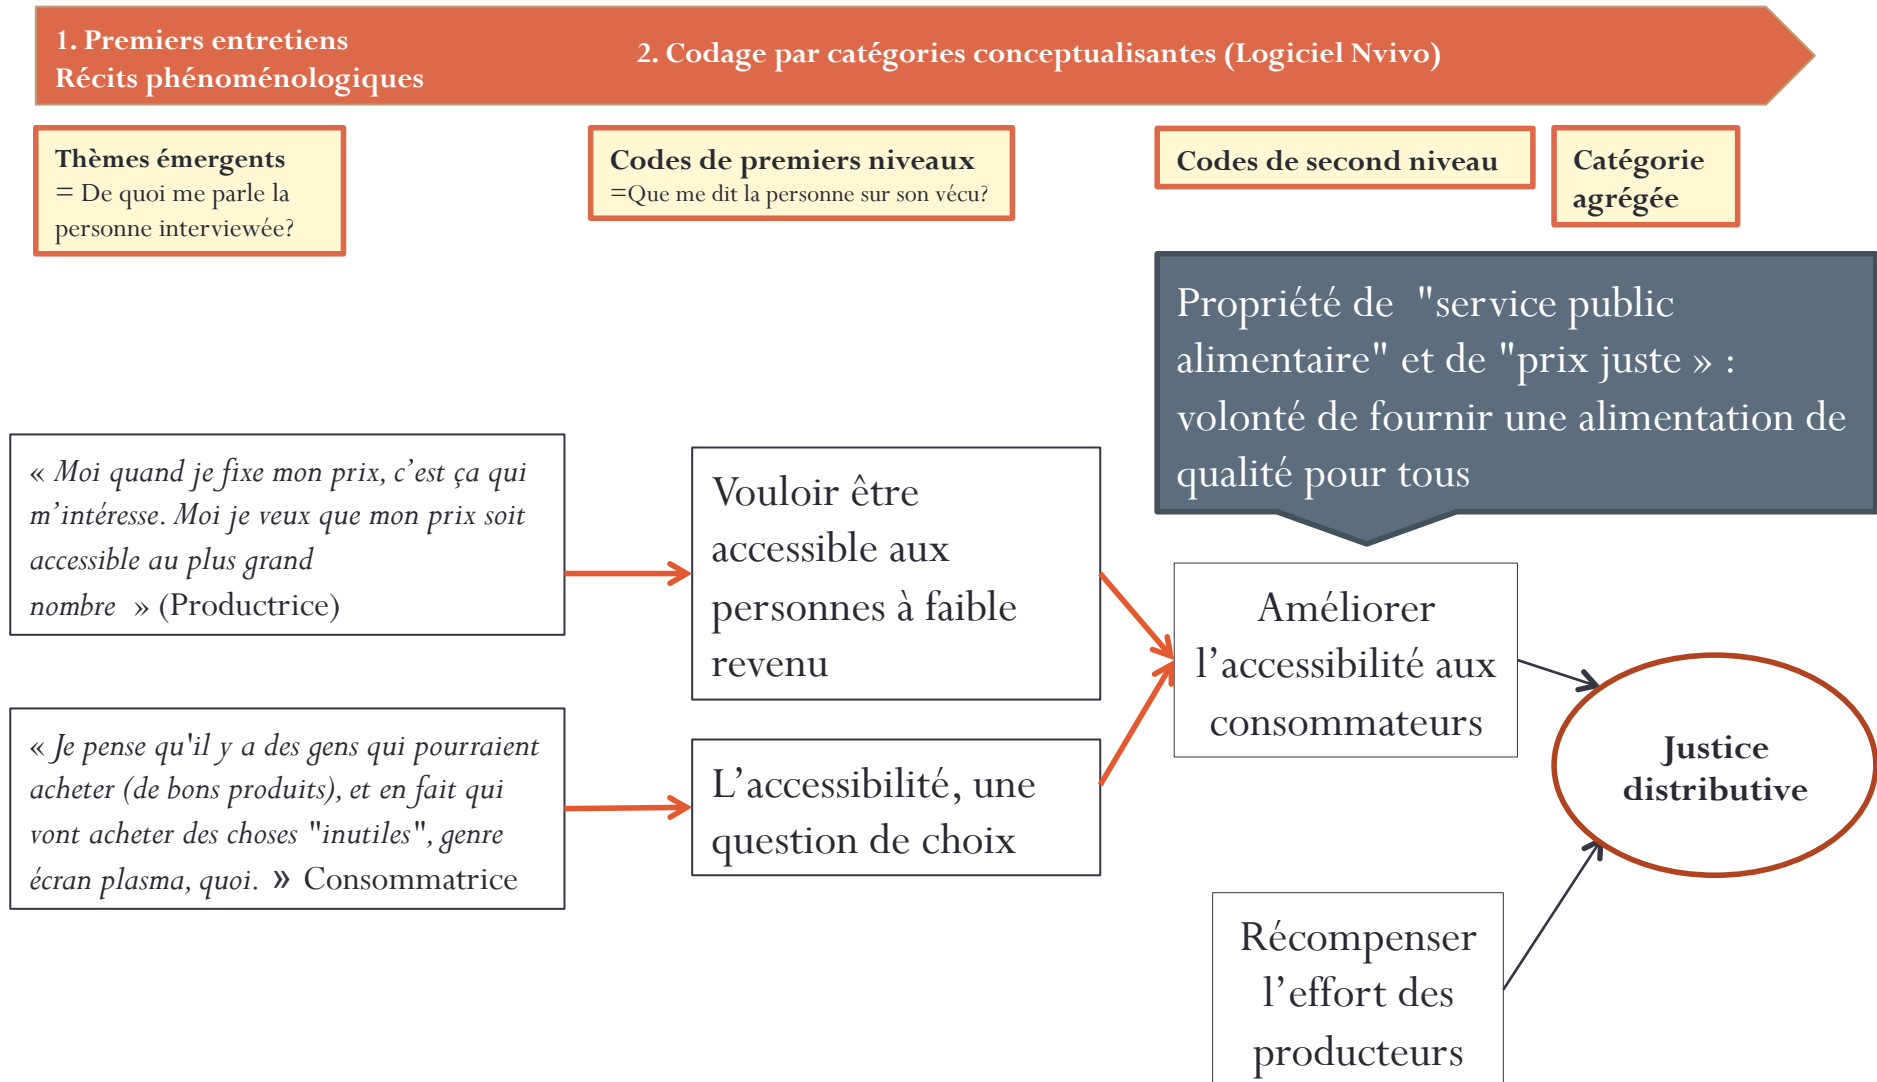 1. Premiers entretiens
Récits phénoménologiques
2. Codage par catégories conceptualisantes (Logiciel Nvivo)
Thèmes émergents
= De quoi me parle la
personne interviewée?
Codes de premiers niveaux
=Que me dit la personne sur son vécu?
Codes de second niveau
Catégorie
agrégée
Propriété de "service public
alimentaire" et de "prix juste » :
volonté de fournir une alimentation de
qualité pour tous
« Moi quand je fixe mon prix, c’est ça qui
m’intéresse. Moi je veux que mon prix soit
accessible au plus grand
nombre » (Productrice)
Vouloir être
accessible aux
personnes à faible
revenu
« Je pense qu'il y a des gens qui pourraient
acheter (de bons produits), et en fait qui
vont acheter des choses "inutiles", genre
écran plasma, quoi. » Consommatrice
L’accessibilité, une
question de choix
Améliorer
l’accessibilité aux
consommateurs
Justice
distributive
Récompenser
l’effort des
producteurs